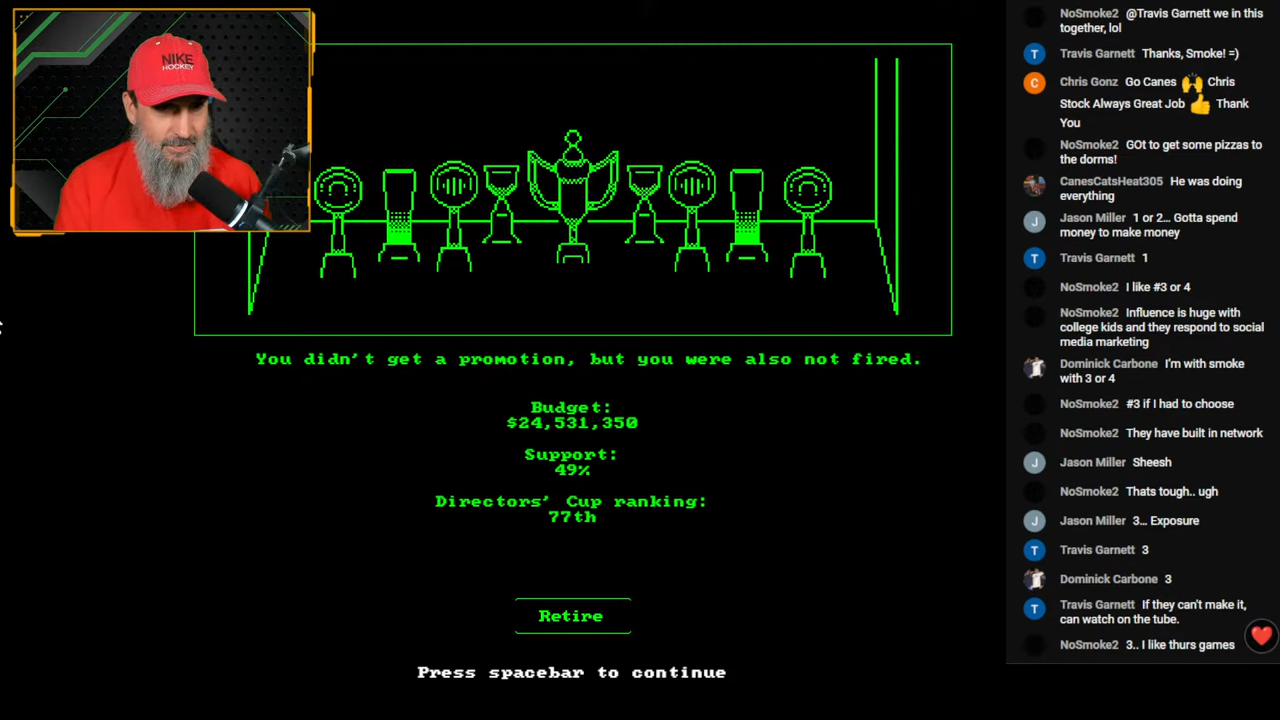 NIKE
HOCKEY
You didn't get a promotion, but you were also not fired.
Budget:
$24,531,350
Support:
49%
Directors' Cup ranking:
77th
Retire
Press spacebar to continue
NoSmoke2 @Travis Garnett we in this
together, lol
T
Travis Garnett Thanks, Smoke! =)
C
Chris Gonz Go Canes 🙌 Chris
Stock Always Great Job 👍 Thank
You
NoSmoke2 GOt to get some pizzas to
the dorms!
CanesCatsHeat305 He was doing
everything
J
Jason Miller 1 or 2... Gotta spend
money to make money
T
Travis Garnett 1
NoSmoke2 I like #3 or 4
NoSmoke2 Influence is huge with
college kids and they respond to social
media marketing
Dominick Carbone I'm with smoke
with 3 or 4
NoSmoke2 #3 if I had to choose
NoSmoke2 They have built in network
J
Jason Miller Sheesh
NoSmoke2 Thats tough.. ugh
J
Jason Miller 3... Exposure
T
Travis Garnett 3
Dominick Carbone 3
T
Travis Garnett If they can't make it,
can watch on the tube.
NoSmoke2 3.. I like thurs games